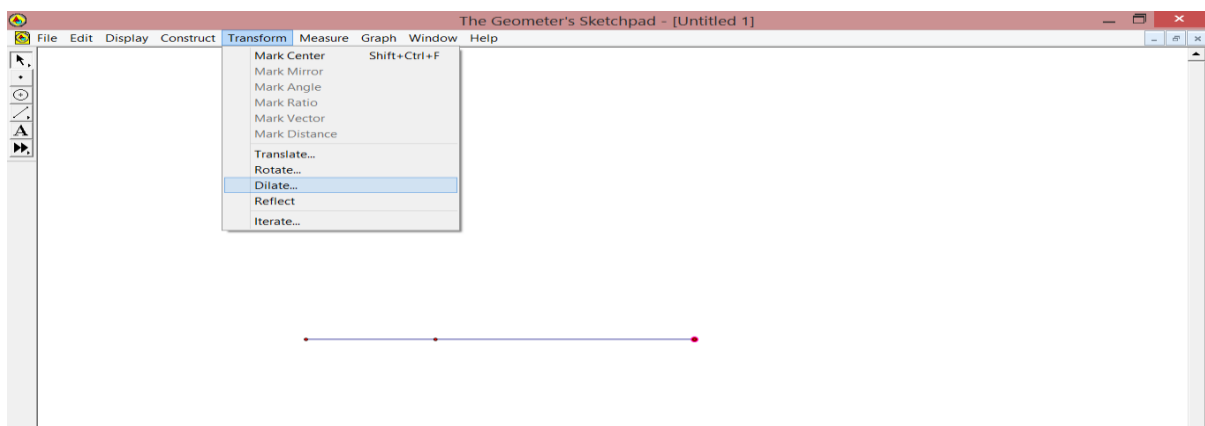 The Geometer's Sketchpad - [Untitled 1]
File Edit Display Construct Transform Measure Graph Window Help
Mark Center Shift+Ctrl+F
Mark Mirror
Mark Angle
Mark Ratio
Mark Vector
Mark Distance
Translate...
Rotate...
Dilate...
Reflect
Iterate...
A